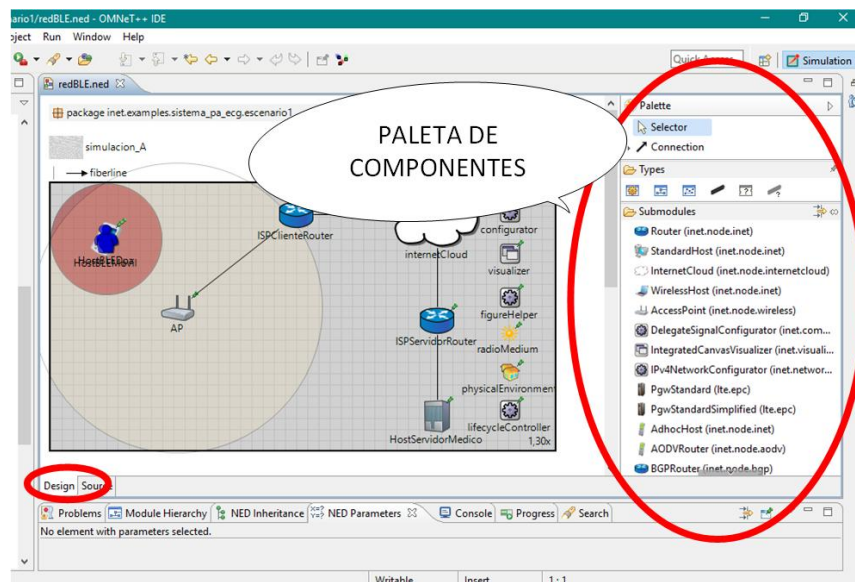 ario1/redBLE.ned - OMNeT++ IDE
oject Run Window Help
Simulation
redBLE.ned
package inet.examples.sistema_pa_ecg.escenario1
simulacion_A
fiberline
PALETA DE
COMPONENTES
ISPClienteRouter
AP
internetCloud
ISPServidorRouter
HostServidorMedico
configurator
visualizer
figureHelper
radioMedium
physicalEnvironmen
lifecycleController
1,30x
Palette
Selector
Connection
Types
Submodules
Router (inet.node.inet)
StandardHost (inet.node.inet)
InternetCloud (inet.node.internetcloud)
WirelessHost (inet.node.inet)
AccessPoint (inet.node.wireless)
DelegateSignalConfigurator (inet.com...
IntegratedCanvasVisualizer (inet.visuali...
IPv4NetworkConfigurator (inet.networ...
PgwStandard (lte.epc)
PgwStandardSimplified (lte.epc)
AdhocHost (inet.node.inet)
AODVRouter (inet.node.aodv)
BGPRouter (inet.node.bgp)
Design Source
Problems Module Hierarchy NED Inheritance NED Parameters Console Progress Search
No element with parameters selected.
Writable Insert 1 : 1